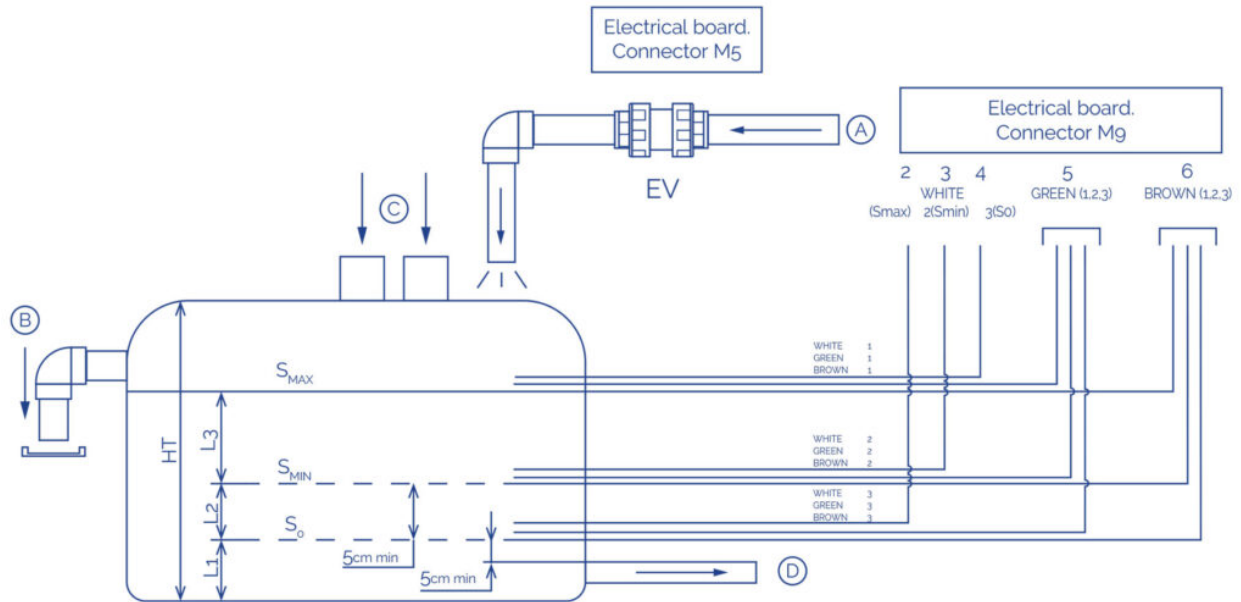 Electrical board.
Connector M5
A
EV
Electrical board.
Connector M9
2 3 4 5 6
WHITE GREEN (1,2,3) BROWN (1,2,3)
(Smax) 2(Smin) 3(S0)
C
B
WHITE 1
GREEN 1
BROWN 1
SMAX
HT
L3
WHITE 2
GREEN 2
BROWN 2
SMIN
L2
WHITE 3
GREEN 3
BROWN 3
S0
L1
5cm min
5cm min
D